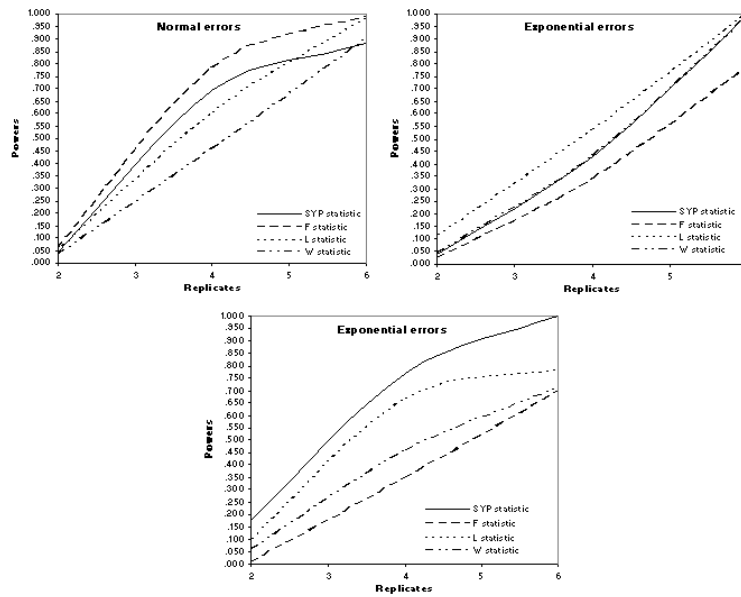 Normal errors
1.000
.950
.900
.850
.800
.750
.700
.650
.600
.550
.500
.450
.400
.350
.300
.250
.200
.150
.100
.050
.000
Powers
SYP statistic
F statistic
L statistic
W statistic
2 3 4 5 6
Replicates
Exponential errors
1.000
.950
.900
.850
.800
.750
.700
.650
.600
.550
.500
.450
.400
.350
.300
.250
.200
.150
.100
.050
.000
Powers
SYP statistic
F statistic
L statistic
W statistic
2 3 4 5 6
Replicates
Exponential errors
1.000
.950
.900
.850
.800
.750
.700
.650
.600
.550
.500
.450
.400
.350
.300
.250
.200
.150
.100
.050
.000
Powers
SYP statistic
F statistic
L statistic
W statistic
2 3 4 5 6
Replicates